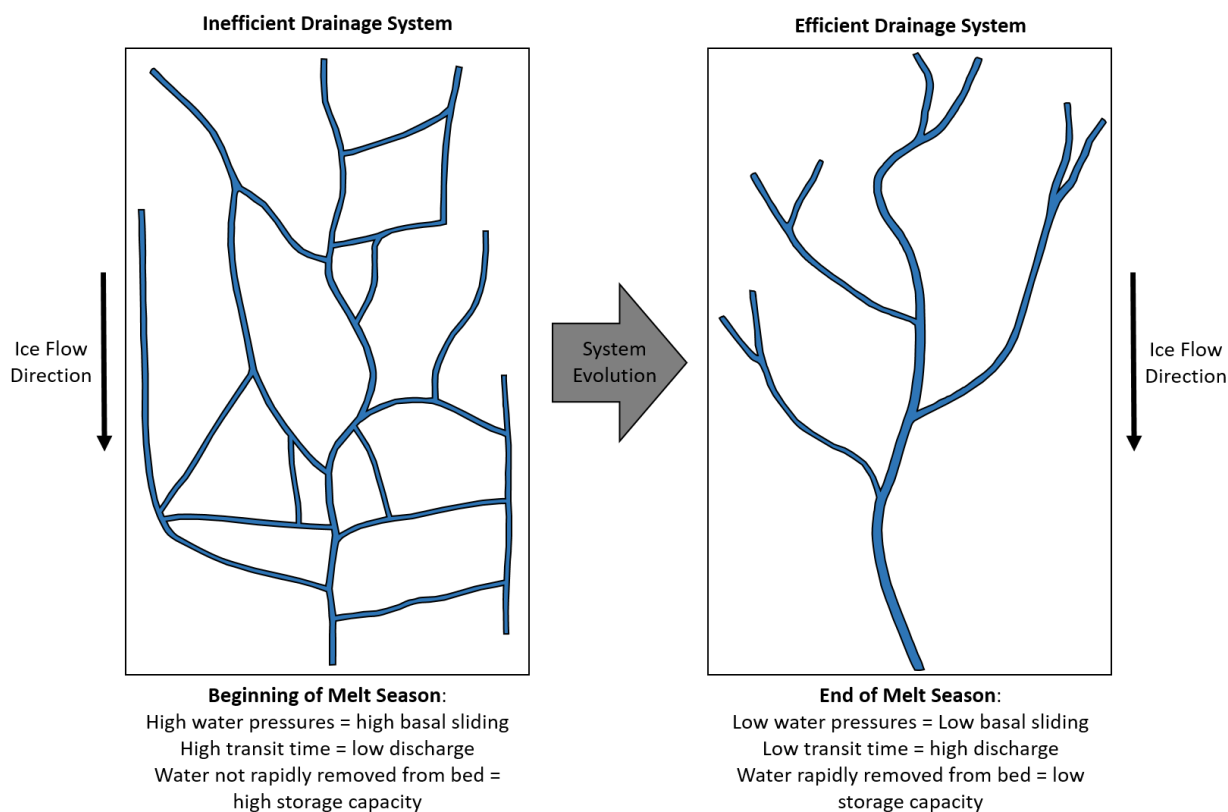 Inefficient Drainage System
Efficient Drainage System
Ice Flow
Direction
System
Evolution
Ice Flow
Direction
Beginning of Melt Season:
High water pressures = high basal sliding
High transit time = low discharge
Water not rapidly removed from bed =
high storage capacity
End of Melt Season:
Low water pressures = Low basal sliding
Low transit time = high discharge
Water rapidly removed from bed = low
storage capacity